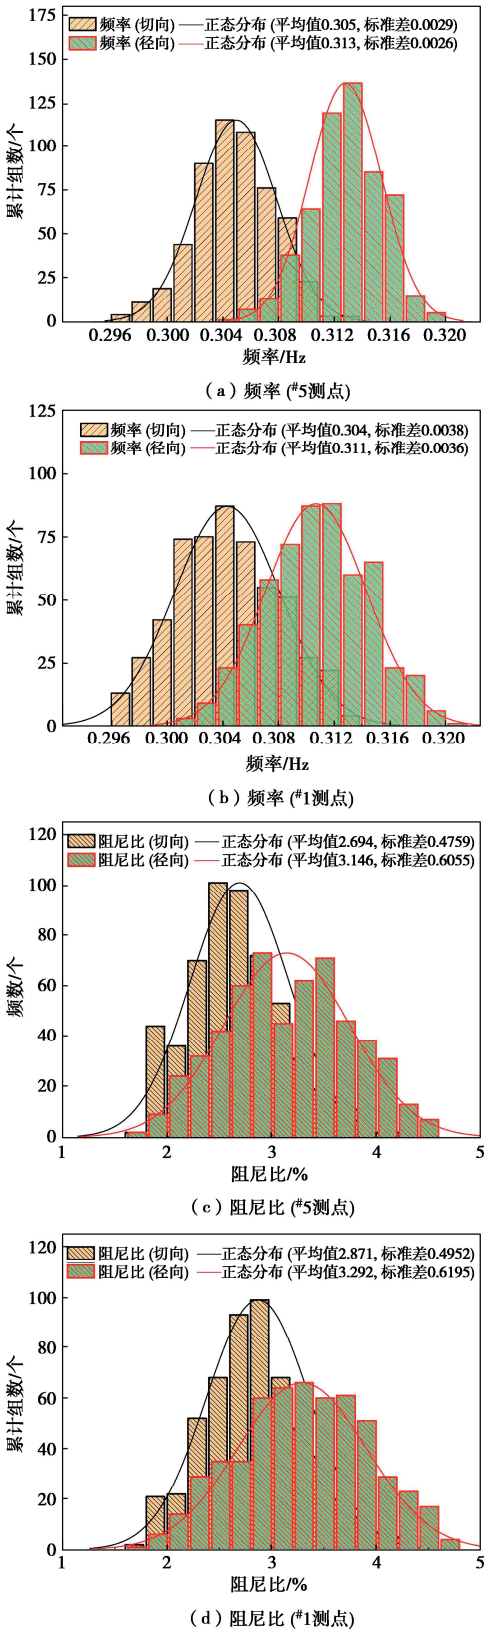 175
150
125
100
75
50
25
0
累计组数/个
频率 (切向) 正态分布 (平均值0.305, 标准差0.0029)
频率 (径向) 正态分布 (平均值0.313, 标准差0.0026)
0.296 0.300 0.304 0.308 0.312 0.316 0.320
频率/Hz
(a) 频率 (#5测点)
125
100
75
50
25
0
累计组数/个
频率 (切向) 正态分布 (平均值0.304, 标准差0.0038)
频率 (径向) 正态分布 (平均值0.311, 标准差0.0036)
0.296 0.300 0.304 0.308 0.312 0.316 0.320
频率/Hz
(b) 频率 (#1测点)
120
100
80
60
40
20
0
频数/个
阻尼比 (切向) 正态分布 (平均值2.694, 标准差0.4759)
阻尼比 (径向) 正态分布 (平均值3.146, 标准差0.6055)
1 2 3 4 5
阻尼比/%
(c) 阻尼比 (#5测点)
120
100
80
60
40
20
0
累计组数/个
阻尼比 (切向) 正态分布 (平均值2.871, 标准差0.4952)
阻尼比 (径向) 正态分布 (平均值3.292, 标准差0.6195)
1 2 3 4 5
阻尼比/%
(d) 阻尼比 (#1测点)